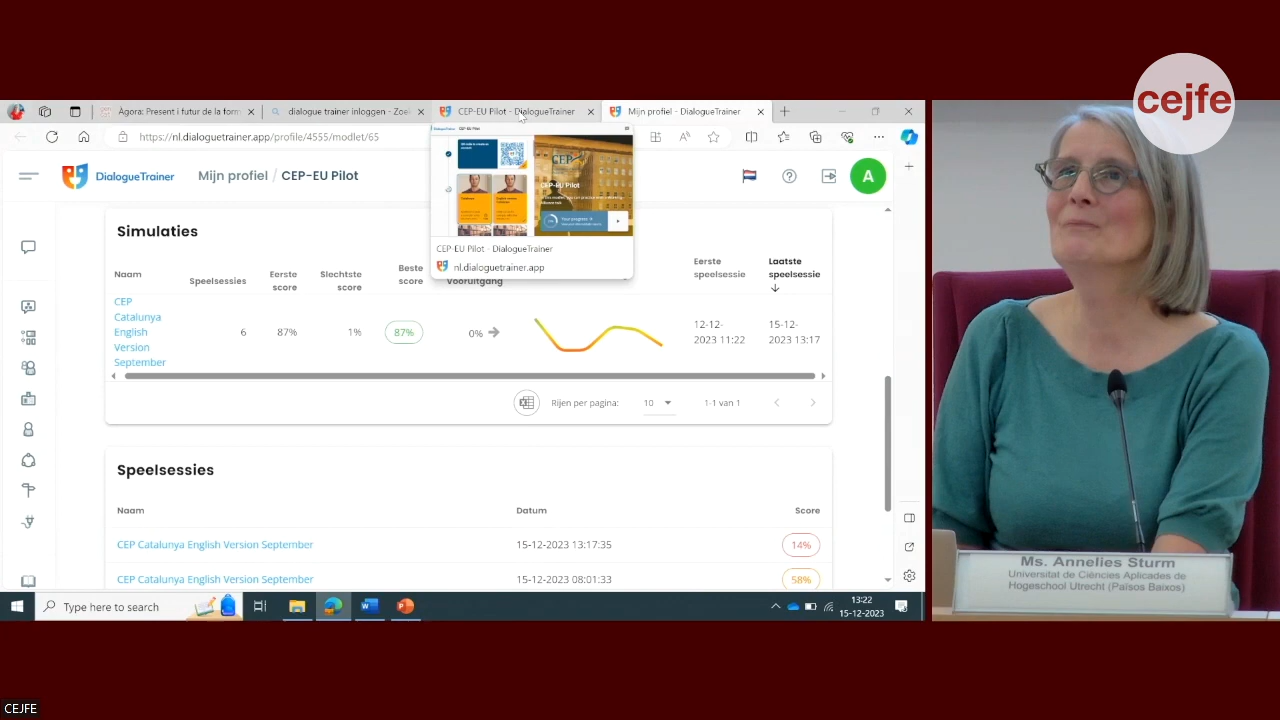 cejfe
Àgora: Present i futur de la form
dialogue trainer inloggen - Zoe
CEP-EU Pilot - DialogueTrainer
Mijn profiel - DialogueTrainer
https://nl.dialoguetrainer.app/profile/4555/modlet/65
DialogueTrainer
Mijn profiel / CEP-EU Pilot
A
CEP
CEP-EU Pilot
Your progress
CEP-EU Pilot - DialogueTrainer
nl.dialoguetrainer.app
Simulaties
Naam
Speelsessies
Eerste score
Slechtste score
Beste score
Vooruitgang
Eerste speelsessie
Laatste speelsessie
CEP
Catalunya
English
Version
September
6
87%
1%
87%
0%
12-12-
2023 11:22
15-12-
2023 13:17
Rijen per pagina:
10
1-1 van 1
Speelsessies
Naam
Datum
Score
CEP Catalunya English Version September
15-12-2023 13:17:35
14%
CEP Catalunya English Version September
15-12-2023 08:01:33
58%
Type here to search
13:22
15-12-2023
Ms. Annelies Sturm
Universitat de Ciències Aplicades de
Hogeschool Utrecht (Països Baixos)
CEJFE